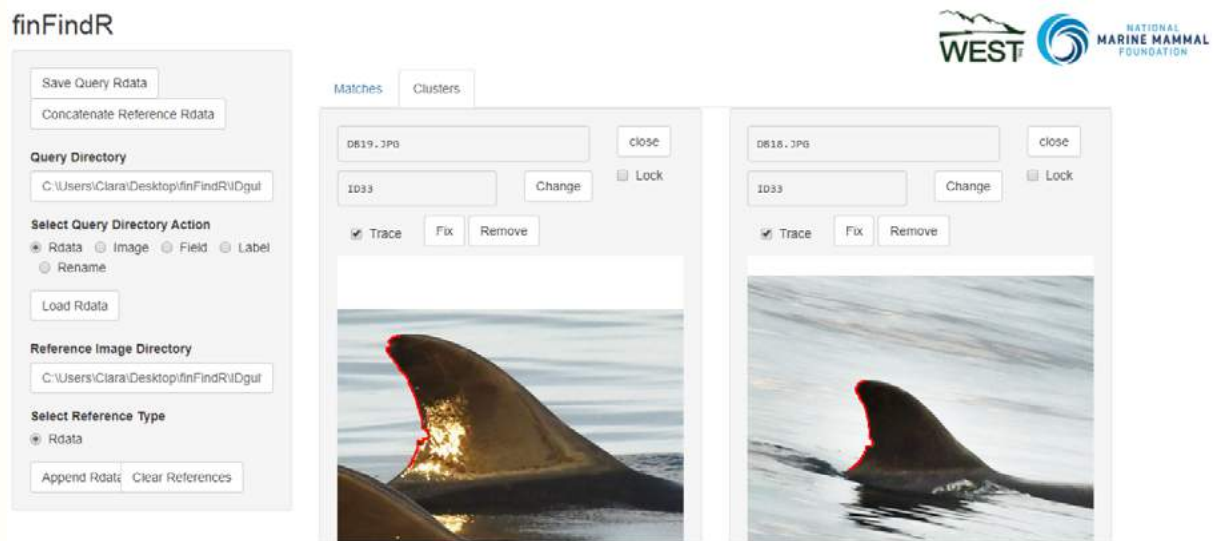 finFindR
WEST
NATIONAL
MARINE MAMMAL
FOUNDATION
Save Query Rdata
Concatenate Reference Rdata
Query Directory
C:\Users\Clara\Desktop\finFindR\IDgul
Select Query Directory Action
Rdata Image Field Label
Rename
Load Rdata
Reference Image Directory
C:\Users\Clara\Desktop\finFindR\IDgul
Select Reference Type
Rdata
Append Rdata Clear References
Matches Clusters
DB19.JPG close
Lock
ID33 Change
Trace Fix Remove
DB18.JPG close
Lock
ID33 Change
Trace Fix Remove